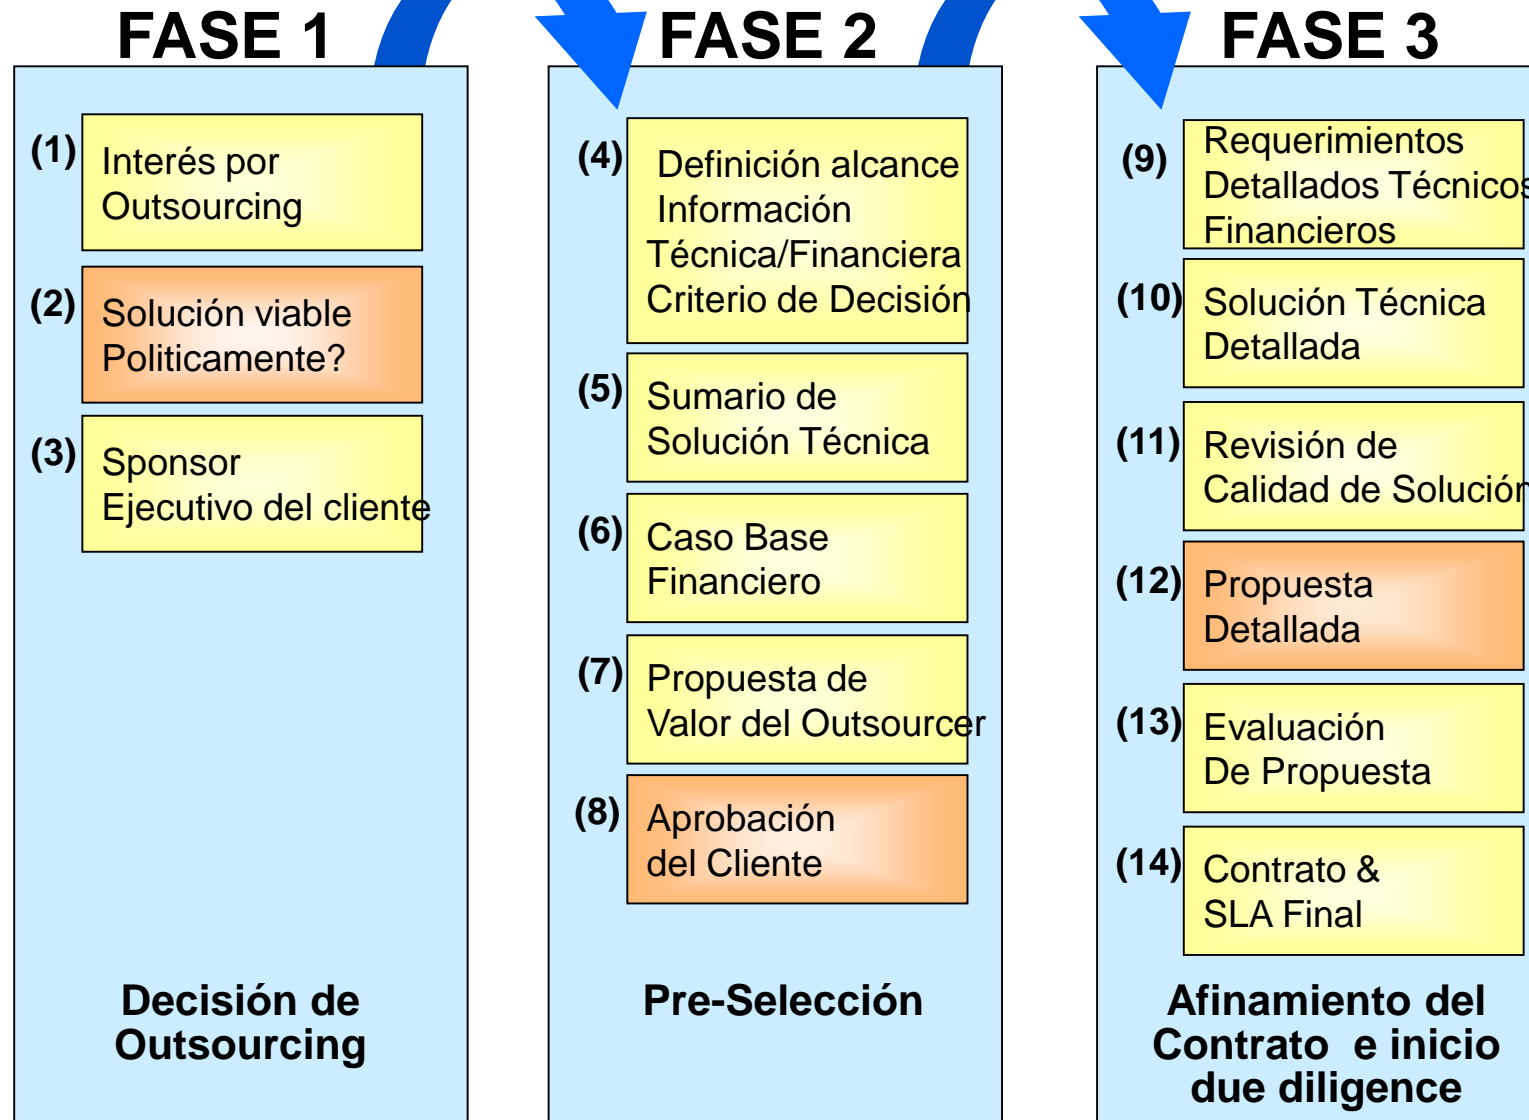 FASE 1
(1)
Interés por
Outsourcing
(2)
Solución viable
Politicamente?
(3)
Sponsor
Ejecutivo del cliente
Decisión de
Outsourcing
FASE 2
(4)
Definición alcance
Información
Técnica/Financiera
Criterio de Decisión
(5)
Sumario de
Solución Técnica
(6)
Caso Base
Financiero
(7)
Propuesta de
Valor del Outsourcer
(8)
Aprobación
del Cliente
Pre-Selección
FASE 3
(9)
Requerimientos
Detallados Técnicos
Financieros
(10)
Solución Técnica
Detallada
(11)
Revisión de
Calidad de Solución
(12)
Propuesta
Detallada
(13)
Evaluación
De Propuesta
(14)
Contrato &
SLA Final
Afinamiento del
Contrato e inicio
due diligence